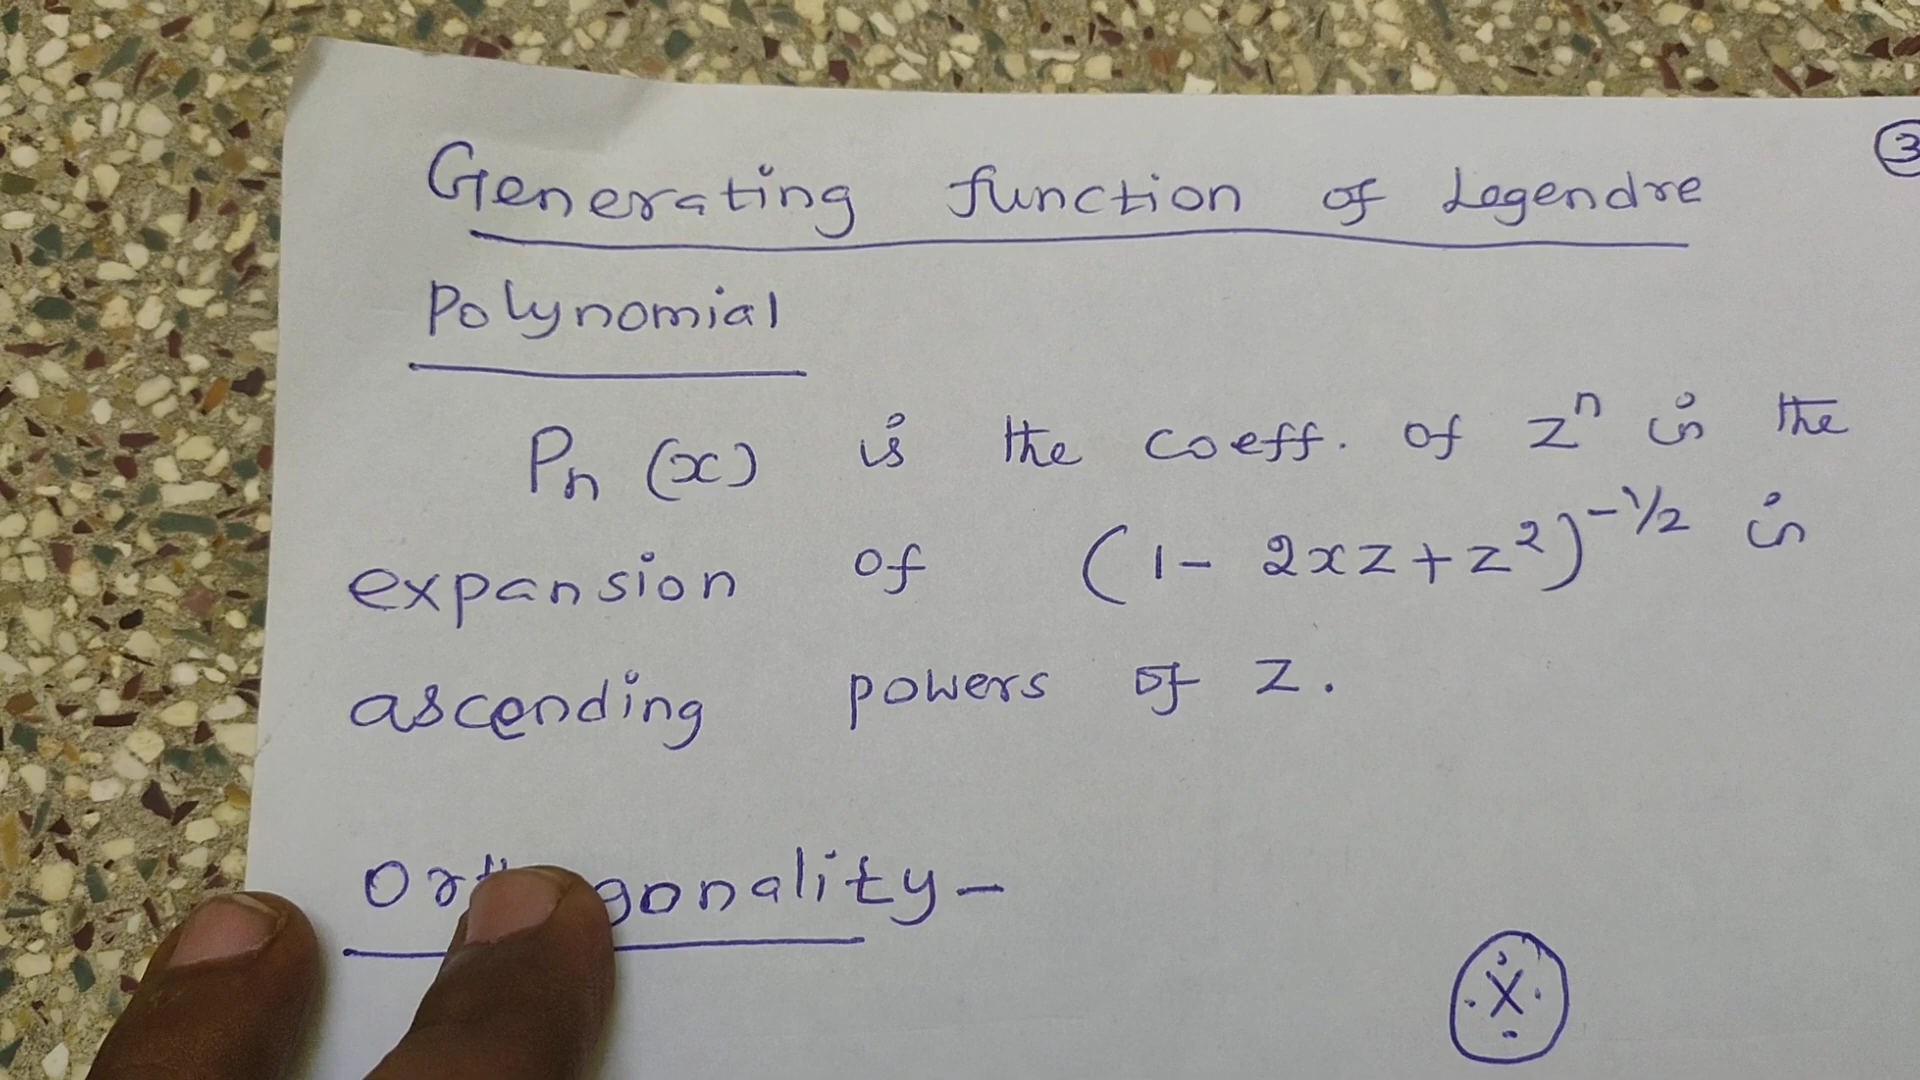 ③
Generating function of Legendre
Polynomial
Pn (x) is the coeff. of z^n in the
expansion of (1 - 2xz + z²)^-1/2 in
ascending powers of z.
X